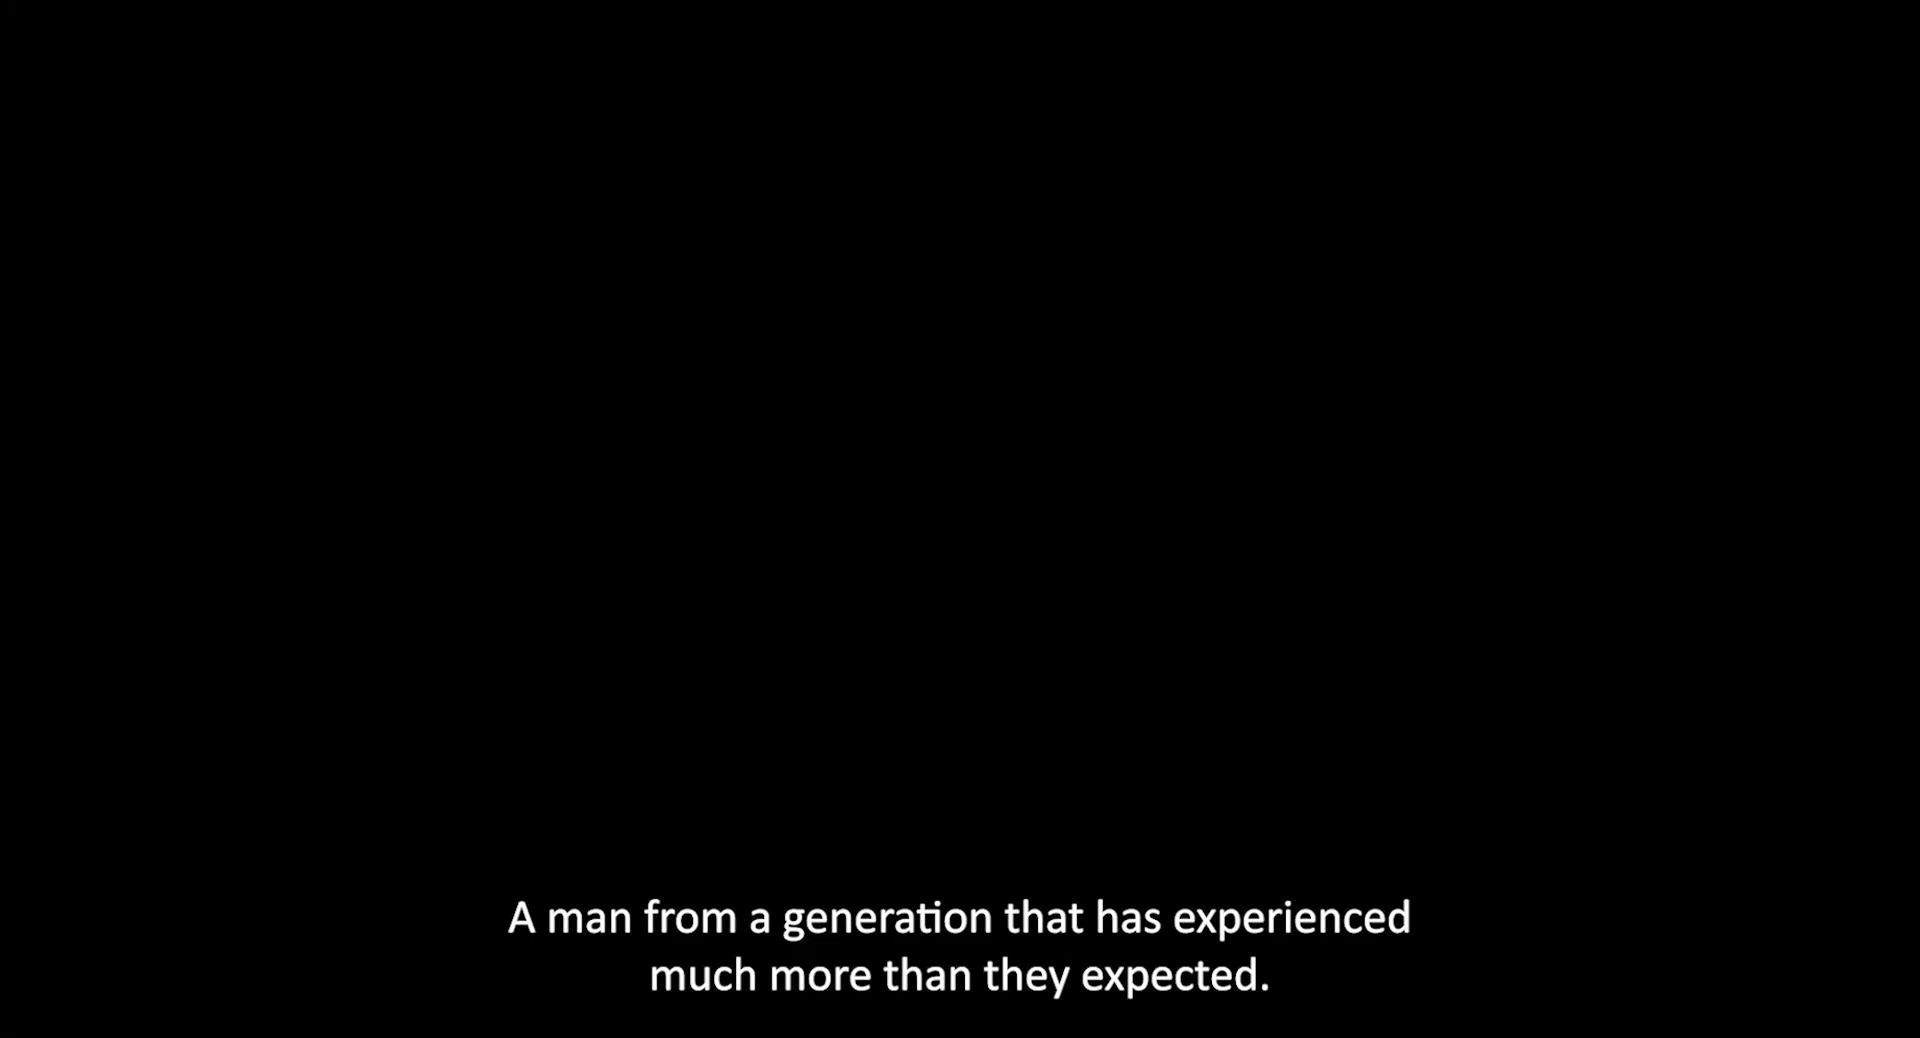 A man from a generation that has experienced
much more than they expected.